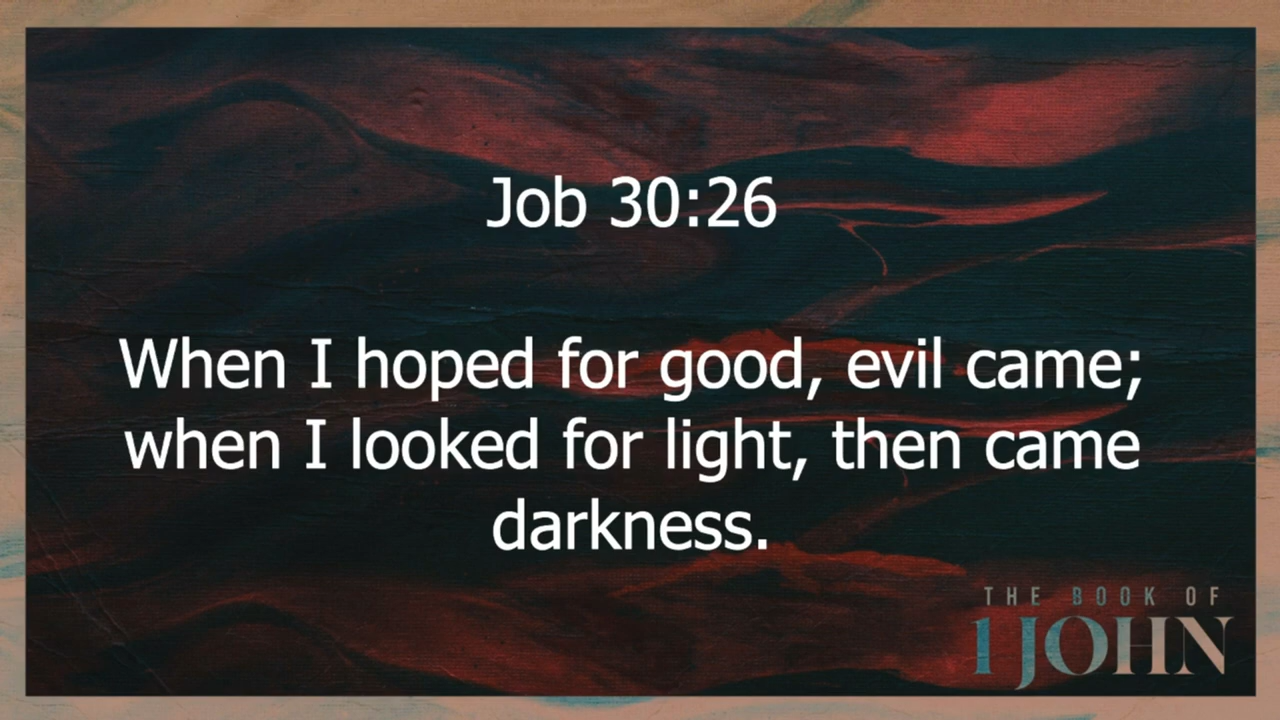 Job 30:26
When I hoped for good, evil came;
when I looked for light, then came
darkness.
THE BOOK OF
1 JOHN